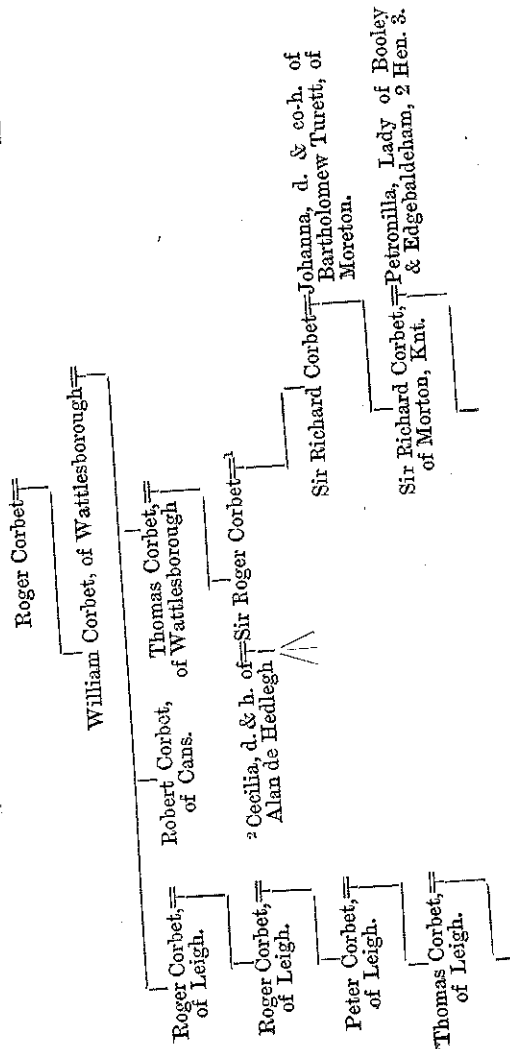 Roger Corbet
William Corbet, of Wattlesborough
Roger Corbet,
of Leigh.
Robert Corbet,
of Cans.
Thomas Corbet,
of Wattlesborough
Roger Corbet,
of Leigh.
² Cecilia, d. & h. of
Alan de Hedlegh
Sir Roger Corbet
1
Peter Corbet,
of Leigh.
Sir Richard Corbet
Johanna, d. & co-h. of
Bartholomew Turett, of
Moreton.
Thomas Corbet,
of Leigh.
Sir Richard Corbet,
of Morton, Knt.
Petronilla, Lady of Booley
& Edgebaldeham, 2 Hen. 3.